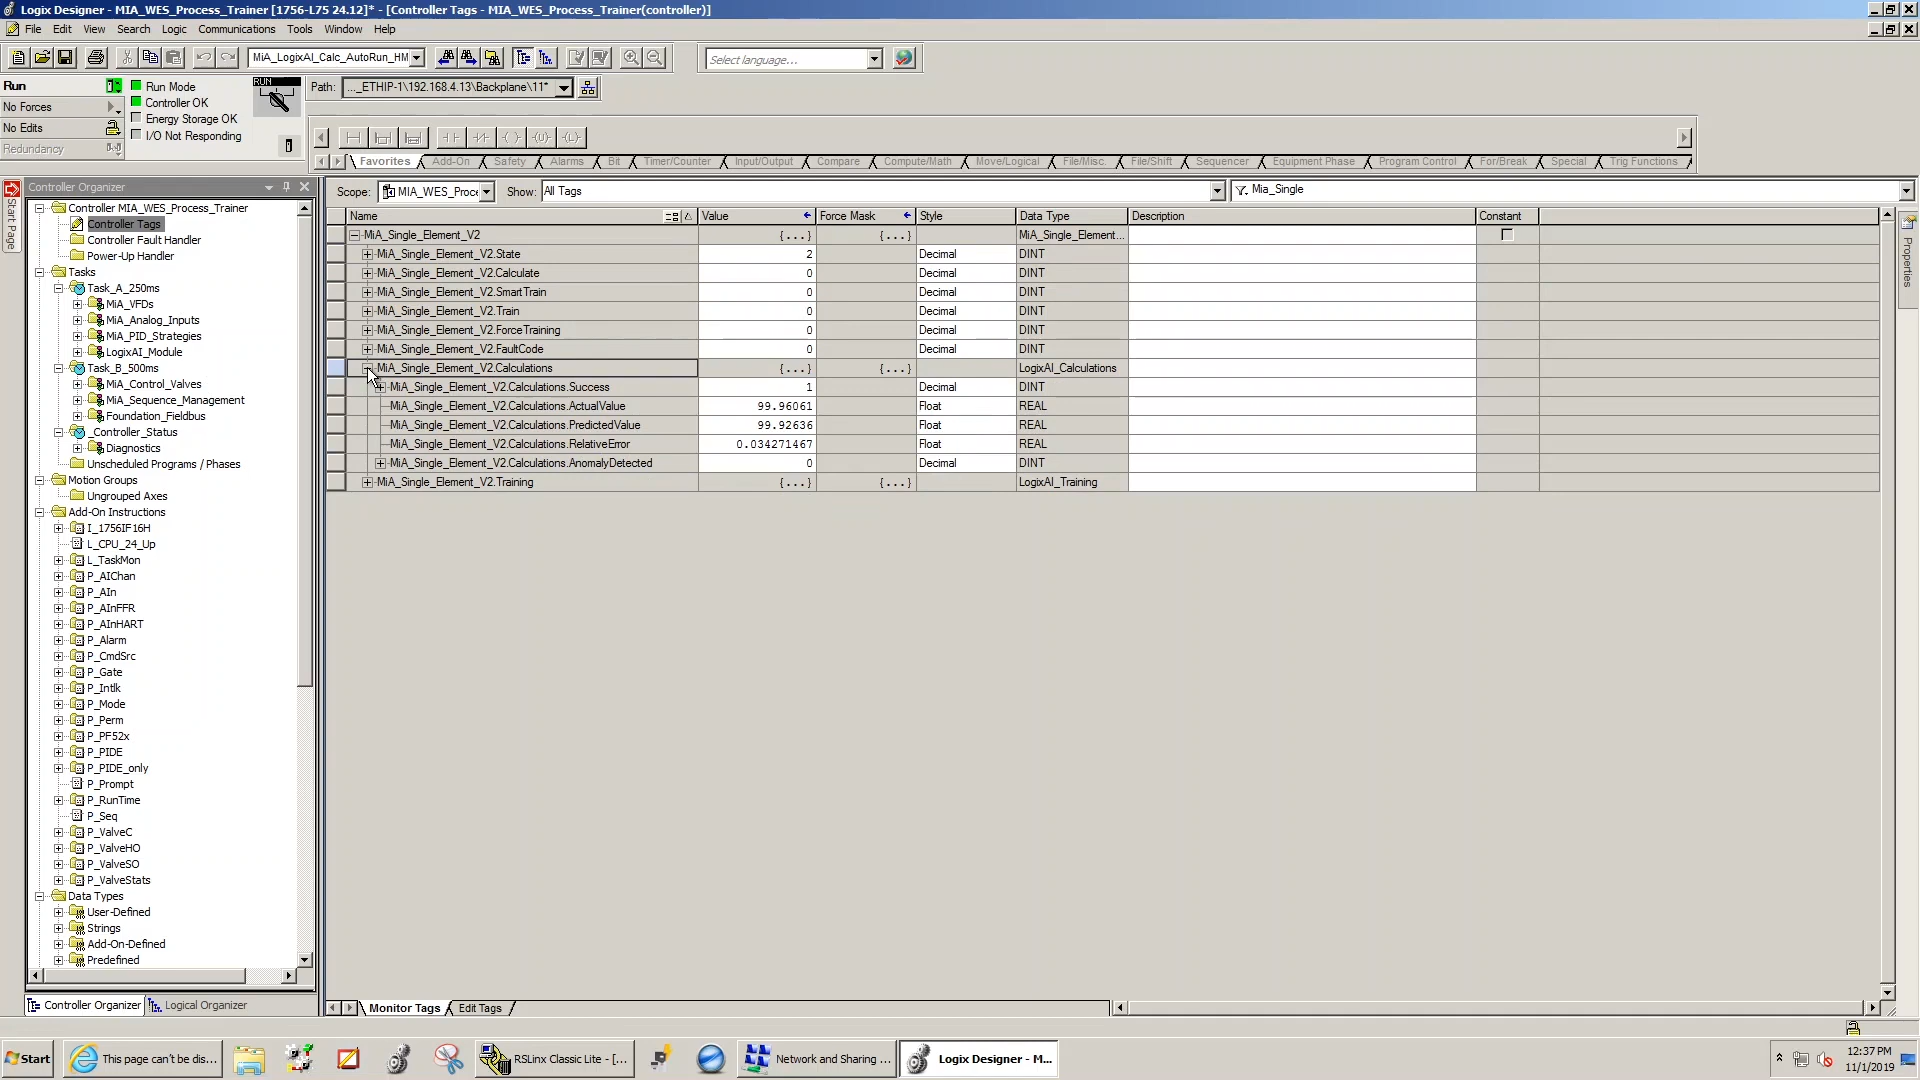 Logix Designer - MIA_WES_Process_Trainer [1756-L75 24.12]* - [Controller Tags - MIA_WES_Process_Trainer(controller)]
File Edit View Search Logic Communications Tools Window Help
MiA_LogixAI_Calc_AutoRun_HM
Select language...
Run
Run Mode
RUN
Path: ..._ETHIP-1\192.168.4.13\Backplane\11*
No Forces
Controller OK
No Edits
Energy Storage OK
Redundancy
I/O Not Responding
Favorites Add-On Safety Alarms Bit Timer/Counter Input/Output Compare Compute/Math Move/Logical File/Misc. File/Shift Sequencer Equipment Phase Program Control For/Break Special Trig Functions
Start Page
Controller Organizer
Controller MIA_WES_Process_Trainer
Controller Tags
Controller Fault Handler
Power-Up Handler
Tasks
Task_A_250ms
MiA_VFDs
MiA_Analog_Inputs
MiA_PID_Strategies
LogixAI_Module
Task_B_500ms
MiA_Control_Valves
MiA_Sequence_Management
Foundation_Fieldbus
_Controller_Status
Diagnostics
Unscheduled Programs / Phases
Motion Groups
Ungrouped Axes
Add-On Instructions
I_1756IF16H
L_CPU_24_Up
L_TaskMon
P_AIChan
P_AIn
P_AInFFR
P_AInHART
P_Alarm
P_CmdSrc
P_Gate
P_Intlk
P_Mode
P_Perm
P_PF52x
P_PIDE
P_PIDE_only
P_Prompt
P_RunTime
P_Seq
P_ValveC
P_ValveHO
P_ValveSO
P_ValveStats
Data Types
User-Defined
Strings
Add-On-Defined
Predefined
Controller Organizer Logical Organizer
Scope: MIA_WES_Proce Show: All Tags Mia_Single
Name Value Force Mask Style Data Type Description Constant
MiA_Single_Element_V2 {...} {...} MiA_Single_Element...
MiA_Single_Element_V2.State 2 Decimal DINT
MiA_Single_Element_V2.Calculate 0 Decimal DINT
MiA_Single_Element_V2.SmartTrain 0 Decimal DINT
MiA_Single_Element_V2.Train 0 Decimal DINT
MiA_Single_Element_V2.ForceTraining 0 Decimal DINT
MiA_Single_Element_V2.FaultCode 0 Decimal DINT
MiA_Single_Element_V2.Calculations {...} {...} LogixAI_Calculations
MiA_Single_Element_V2.Calculations.Success 1 Decimal DINT
MiA_Single_Element_V2.Calculations.ActualValue 99.96061 Float REAL
MiA_Single_Element_V2.Calculations.PredictedValue 99.92636 Float REAL
MiA_Single_Element_V2.Calculations.RelativeError 0.034271467 Float REAL
MiA_Single_Element_V2.Calculations.AnomalyDetected 0 Decimal DINT
MiA_Single_Element_V2.Training {...} {...} LogixAI_Training
Properties
Monitor Tags Edit Tags
Start
This page can't be dis...
RSLinx Classic Lite - [...
Network and Sharing ...
Logix Designer - M...
12:37 PM
11/1/2019